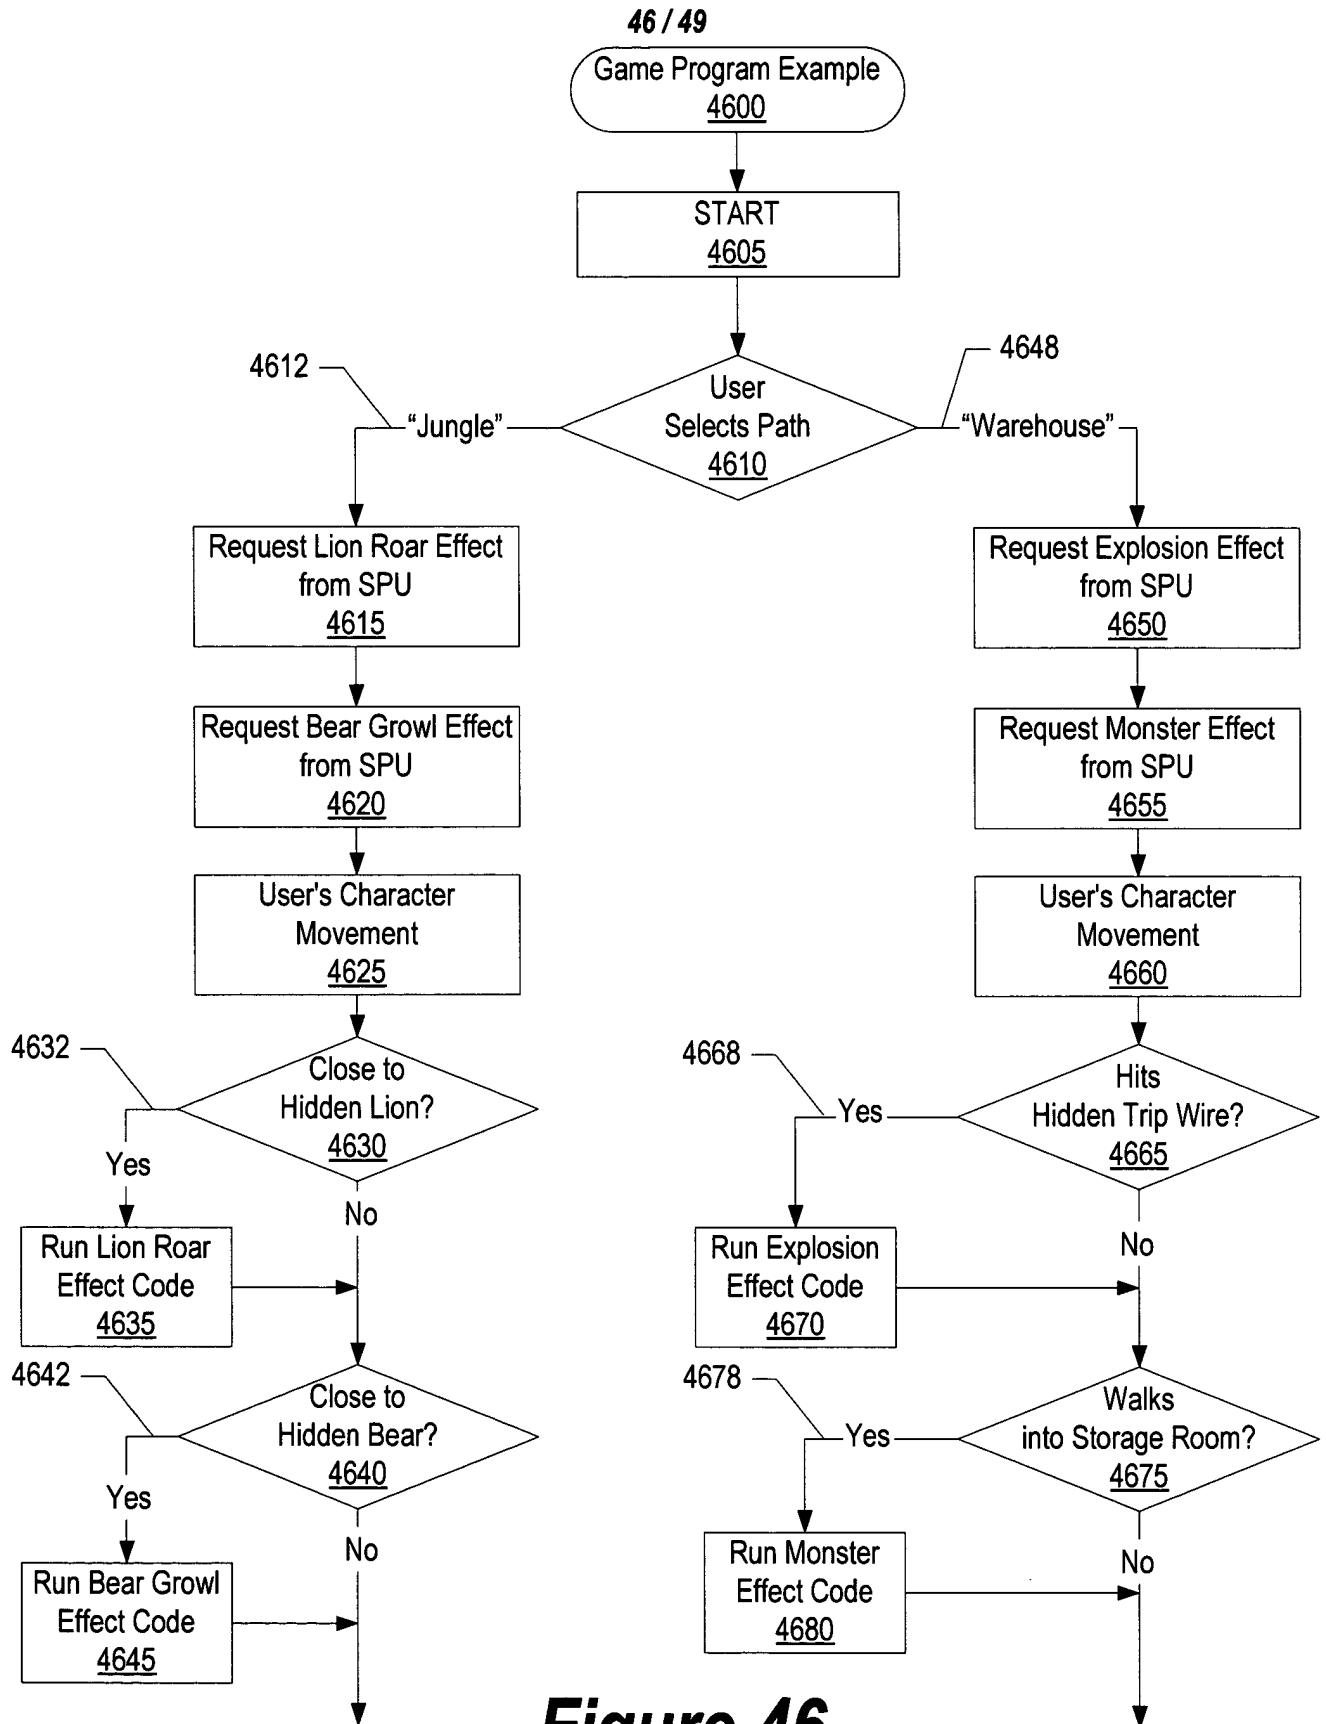 46 / 49
Game Program Example
4600
START
4605
4612
4648
User
Selects Path
4610
"Jungle"
"Warehouse"
Request Lion Roar Effect
from SPU
4615
Request Bear Growl Effect
from SPU
4620
User's Character
Movement
4625
4632
Close to
Hidden Lion?
4630
Yes
No
Run Lion Roar
Effect Code
4635
4642
Close to
Hidden Bear?
4640
Yes
No
Run Bear Growl
Effect Code
4645
Request Explosion Effect
from SPU
4650
Request Monster Effect
from SPU
4655
User's Character
Movement
4660
4668
Hits
Hidden Trip Wire?
4665
Yes
No
Run Explosion
Effect Code
4670
4678
Walks
into Storage Room?
4675
Yes
No
Run Monster
Effect Code
4680
Figure 46